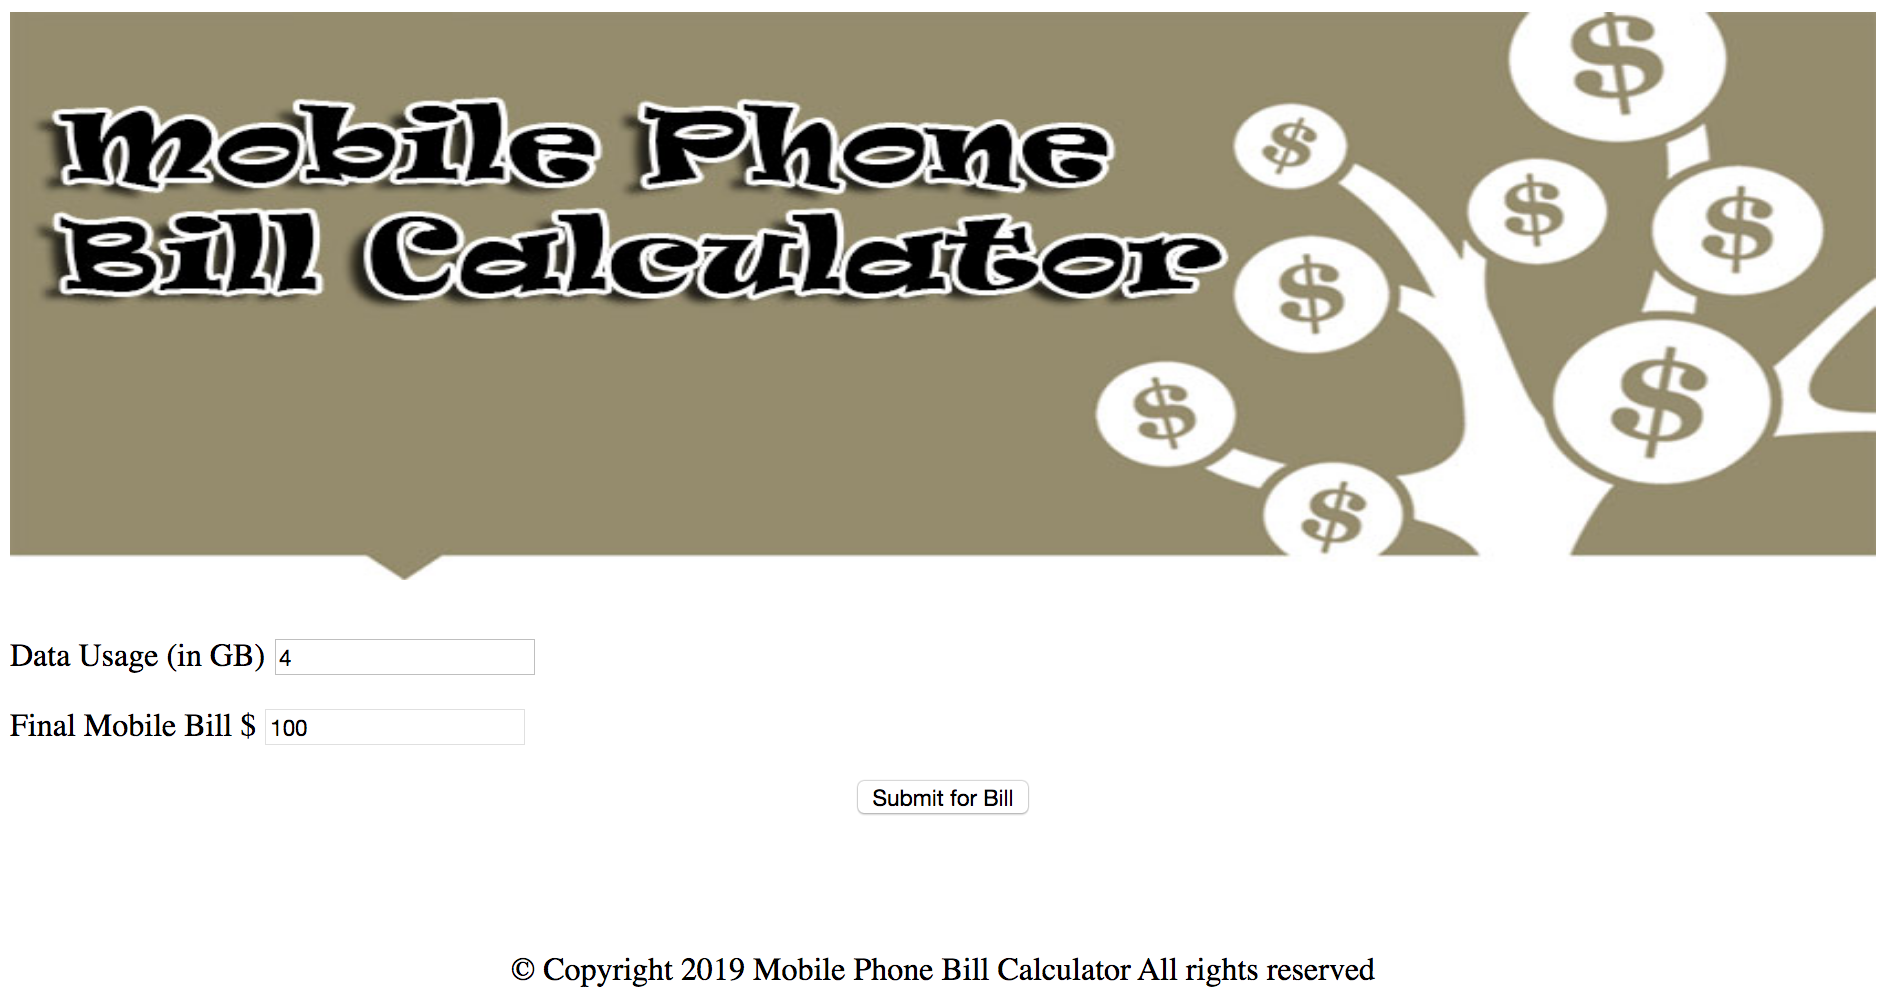 Mobile Phone
Bill Calculator
$
$
$
$
$
$
$
$
Data Usage (in GB) 4
Final Mobile Bill $ 100
Submit for Bill
© Copyright 2019 Mobile Phone Bill Calculator All rights reserved